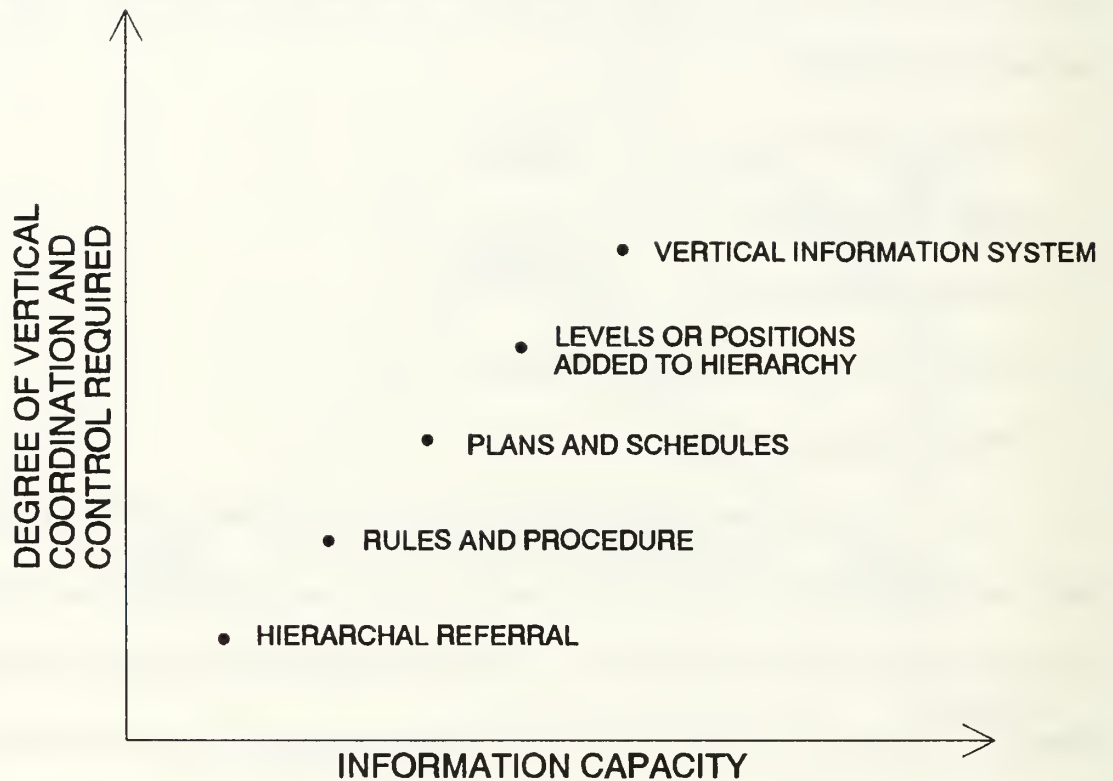 DEGREE OF VERTICAL
COORDINATION AND
CONTROL REQUIRED
VERTICAL INFORMATION SYSTEM
LEVELS OR POSITIONS
ADDED TO HIERARCHY
PLANS AND SCHEDULES
RULES AND PROCEDURE
HIERARCHAL REFERRAL
INFORMATION CAPACITY